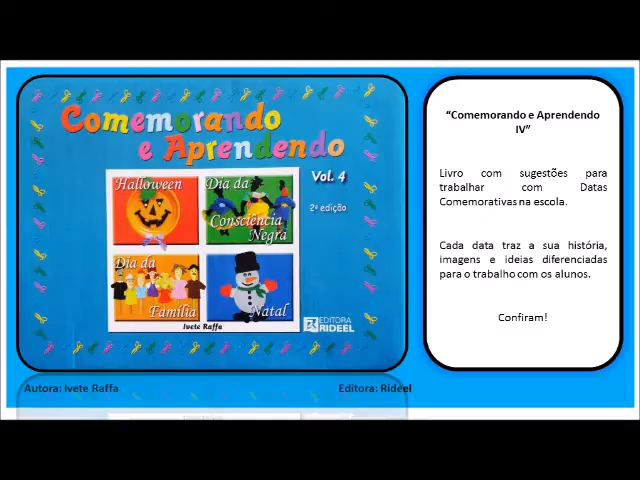 Comemorando
e Aprendendo
Vol. 4
2ª edição
Halloween
Dia da
Consciência
Negra
Dia da
Família
Natal
Ivete Raffa
EDITORA
RIDEEL
Autora: Ivete Raffa
Editora: Rideel
“Comemorando e Aprendendo
IV”
Livro com sugestões para
trabalhar com Datas
Comemorativas na escola.
Cada data traz a sua história,
imagens e ideias diferenciadas
para o trabalho com os alunos.
Confiram!